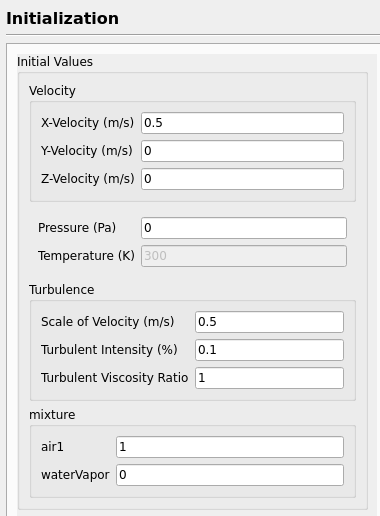 Initialization
Initial Values
Velocity
X-Velocity (m/s) 0.5
Y-Velocity (m/s) 0
Z-Velocity (m/s) 0
Pressure (Pa) 0
Temperature (K) 300
Turbulence
Scale of Velocity (m/s) 0.5
Turbulent Intensity (%) 0.1
Turbulent Viscosity Ratio 1
mixture
air1 1
waterVapor 0